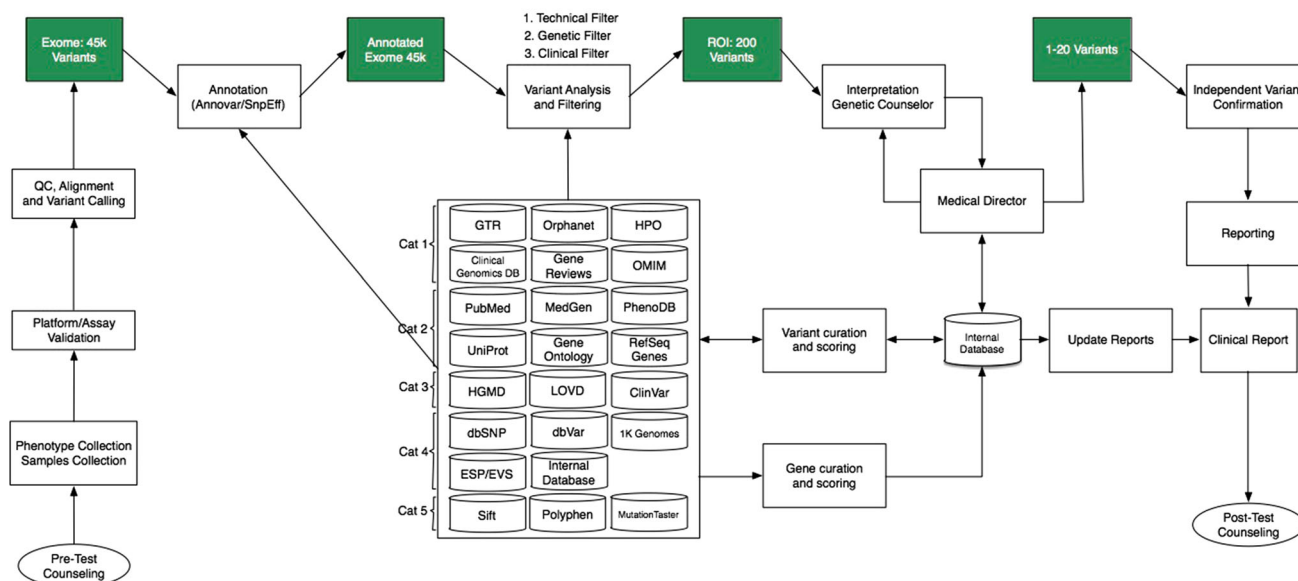 1. Technical Filter
2. Genetic Filter
3. Clinical Filter
Exome: 45k
Variants
Annotated
Exome 45k
ROI: 200
Variants
1-20 Variants
Annotation
(Annovar/SnpEff)
Variant Analysis
and Filtering
Interpretation
Genetic Counselor
Independent Varian
Confirmation
QC, Alignment
and Variant Calling
Medical Director
Reporting
Cat 1
GTR
Orphanet
HPO
Clinical
Genomics DB
Gene
Reviews
OMIM
Cat 2
PubMed
MedGen
PhenoDB
UniProt
Gene
Ontology
RefSeq
Genes
Cat 3
HGMD
LOVD
ClinVar
Cat 4
dbSNP
dbVar
1K Genomes
ESP/EVS
Internal
Database
Cat 5
Sift
Polyphen
MutationTaster
Platform/Assay
Validation
Variant curation
and scoring
Internal
Database
Update Reports
Clinical Report
Phenotype Collection
Samples Collection
Gene curation
and scoring
Pre-Test
Counseling
Post-Test
Counseling